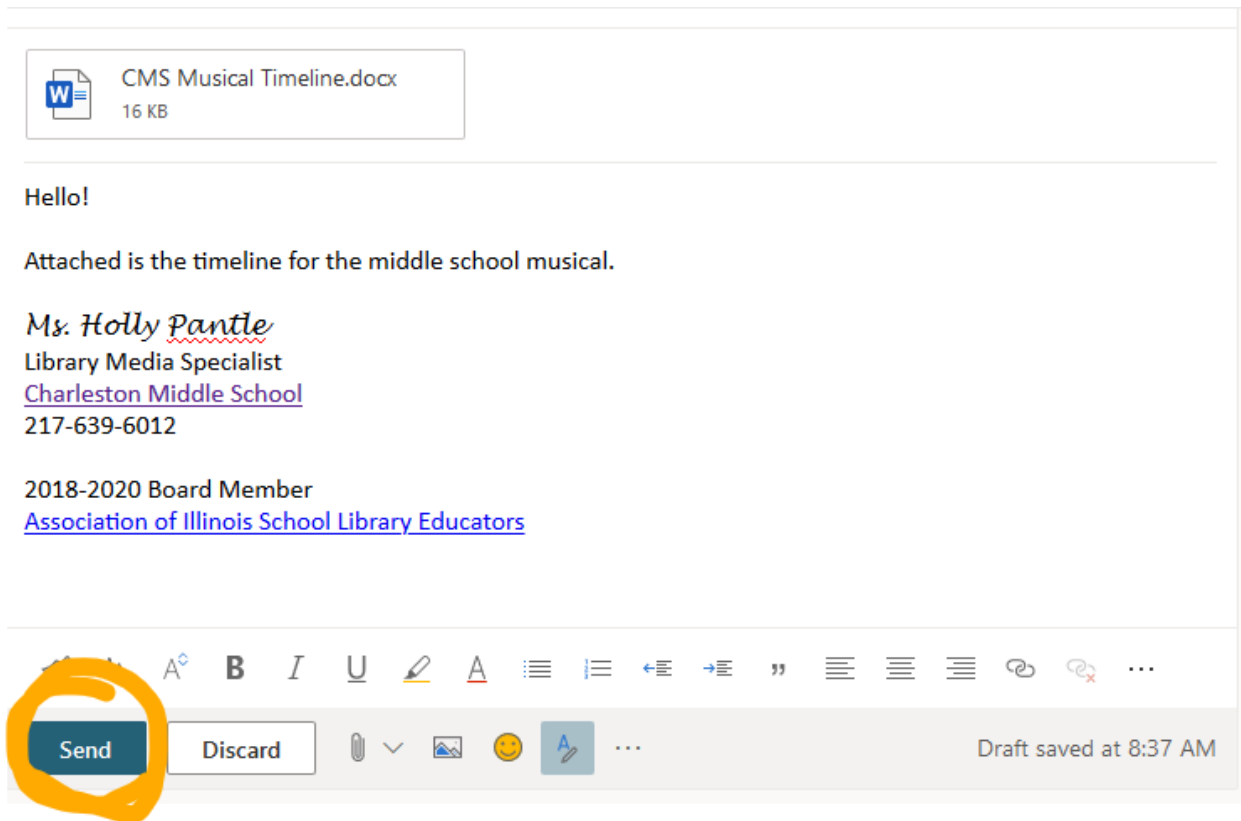 CMS Musical Timeline.docx
16 KB
Hello!
Attached is the timeline for the middle school musical.
Ms. Holly Pantle
Library Media Specialist
Charleston Middle School
217-639-6012
2018-2020 Board Member
Association of Illinois School Library Educators
Send Discard Draft saved at 8:37 AM